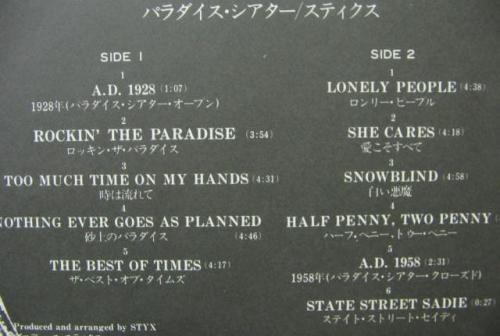 パラダイス・シアター/スティクス
SIDE 1
1
A.D. 1928 (1:07)
1928年(パラダイス・シアター・オープン)
2
ROCKIN' THE PARADISE (3:54)
ロッキン・ザ・パラダイス
3
TOO MUCH TIME ON MY HANDS (4:31)
時は流れて
4
NOTHING EVER GOES AS PLANNED
砂上のパラダイス (4:46)
5
THE BEST OF TIMES (4:17)
ザ・ベスト・オブ・タイムズ
Produced and arranged by STYX
SIDE 2
1
LONELY PEOPLE (4:38)
ロンリー・ピープル
2
SHE CARES (4:18)
愛こそすべて
3
SNOWBLIND (4:58)
白い悪魔
4
HALF PENNY, TWO PENNY
ハーフ・ペニー、トゥー・ペニー
5
A.D. 1958 (2:31)
1958年(パラダイス・シアター・クローズド)
6
STATE STREET SADIE (0:27)
ステイト・ストリート・セイディ